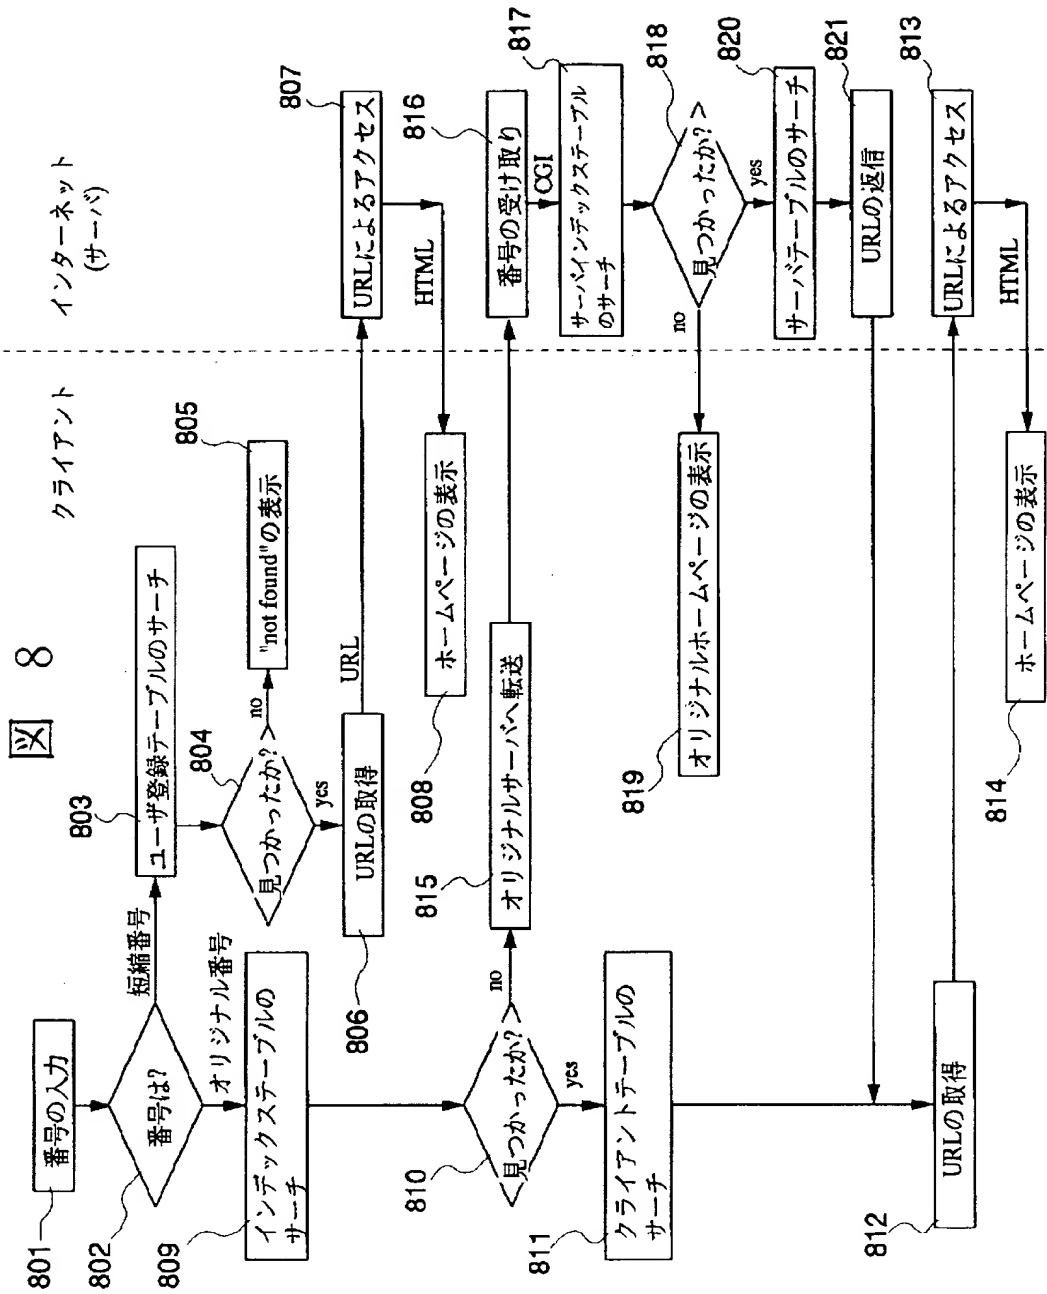 図 8
クライアント
インターネット
(サーバ)
801
番号の入力
802
番号は?
短縮番号
オリジナル番号
803
ユーザ登録テーブルのサーチ
804
見つかったか?
no
yes
805
"not found"の表示
806
URLの取得
URL
807
URLによるアクセス
HTML
808
ホームページの表示
809
インデックステーブルの
サーチ
810
見つかったか?
no
yes
815
オリジナルサーバへ転送
816
番号の受け取り
CGI
817
サーバインデックステーブル
のサーチ
818
見つかったか?
no
yes
819
オリジナルホームページの表示
820
サーバテーブルのサーチ
821
URLの返信
811
クライアントテーブルの
サーチ
812
URLの取得
813
URLによるアクセス
HTML
814
ホームページの表示